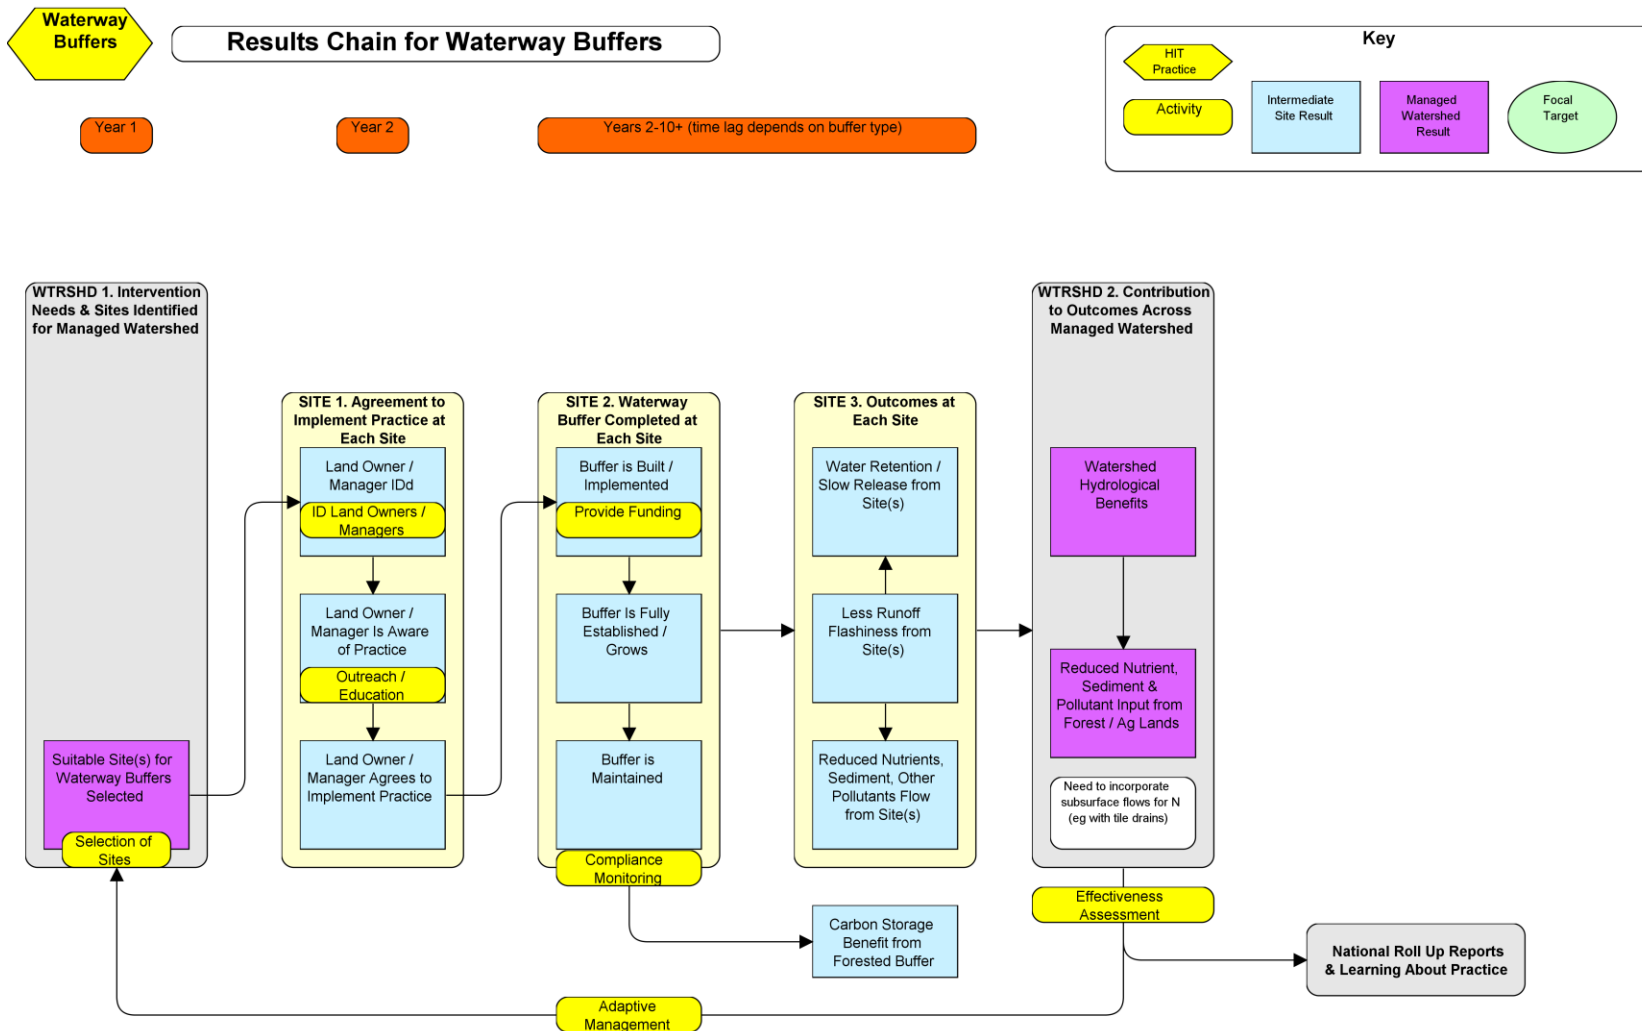 Waterway
Buffers
Results Chain for Waterway Buffers
Key
HIT
Practice
Activity
Intermediate
Site Result
Managed
Watershed
Result
Focal
Target
Year 1
Year 2
Years 2-10+ (time lag depends on buffer type)
WTRSHD 1. Intervention
Needs & Sites Identified
for Managed Watershed
Suitable Site(s) for
Waterway Buffers
Selected
Selection of
Sites
SITE 1. Agreement to
Implement Practice at
Each Site
Land Owner /
Manager IDd
ID Land Owners /
Managers
Land Owner /
Manager Is Aware
of Practice
Outreach /
Education
Land Owner /
Manager Agrees to
Implement Practice
SITE 2. Waterway
Buffer Completed at
Each Site
Buffer is Built /
Implemented
Provide Funding
Buffer Is Fully
Established /
Grows
Buffer is
Maintained
Compliance
Monitoring
SITE 3. Outcomes at
Each Site
Water Retention /
Slow Release from
Site(s)
Less Runoff
Flashiness from
Site(s)
Reduced Nutrients,
Sediment, Other
Pollutants Flow
from Site(s)
Carbon Storage
Benefit from
Forested Buffer
WTRSHD 2. Contribution
to Outcomes Across
Managed Watershed
Watershed
Hydrological
Benefits
Reduced Nutrient,
Sediment &
Pollutant Input from
Forest / Ag Lands
Need to incorporate
subsurface flows for N
(eg with tile drains)
Effectiveness
Assessment
National Roll Up Reports
& Learning About Practice
Adaptive
Management